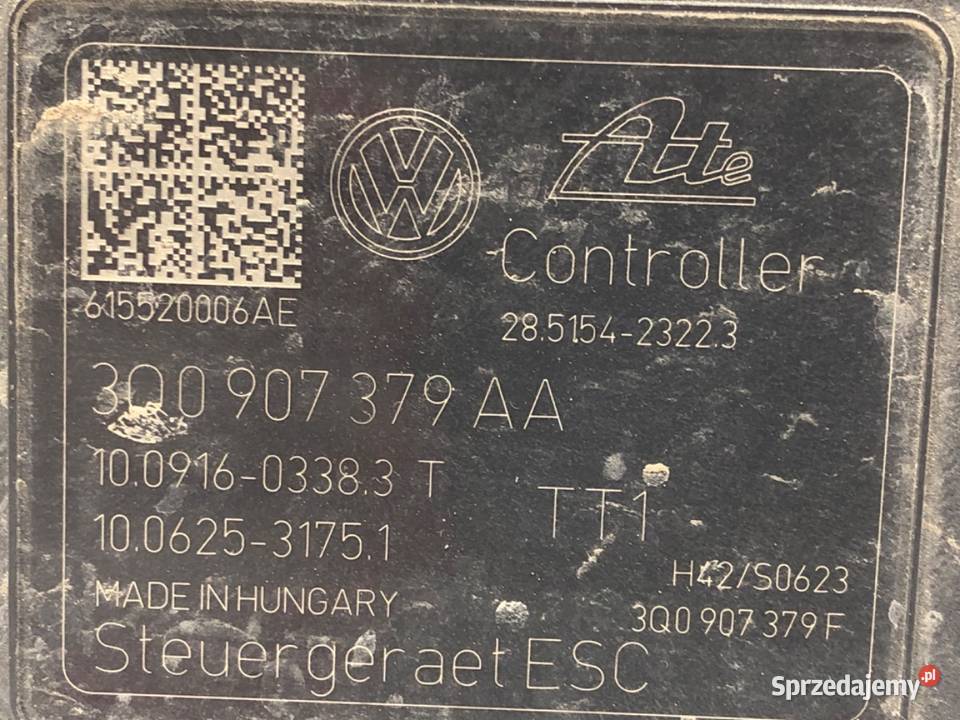 Ate
Controller
28.5154-2322.3
615520006AE
3Q0 907 379 AA
10.0916-0338.3 T
TT1
10.0625-3175.1
H42/S0623
MADE IN HUNGARY
3Q0 907 379 F
Steuergeraet ESC
Sprzedajemy.pl